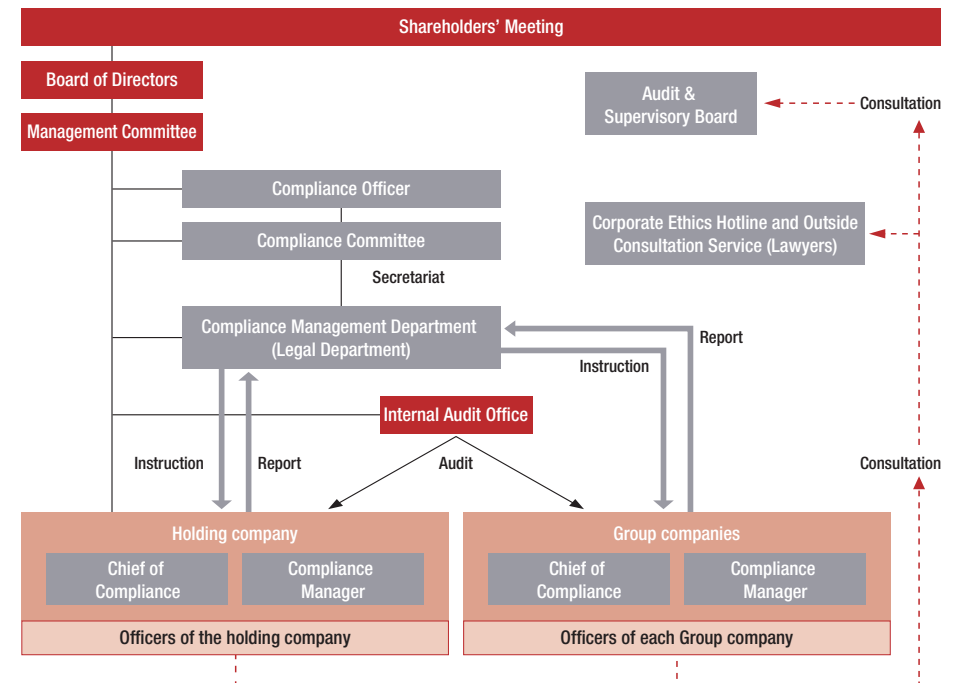 Shareholders’ Meeting
Board of Directors
Audit &
Supervisory Board
Consultation
Management Committee
Compliance Officer
Corporate Ethics Hotline and Outside
Consultation Service (Lawyers)
Compliance Committee
Secretariat
Compliance Management Department
(Legal Department)
Report
Instruction
Internal Audit Office
Instruction
Report
Audit
Consultation
Holding company
Chief of
Compliance
Compliance
Manager
Officers of the holding company
Group companies
Chief of
Compliance
Compliance
Manager
Officers of each Group company